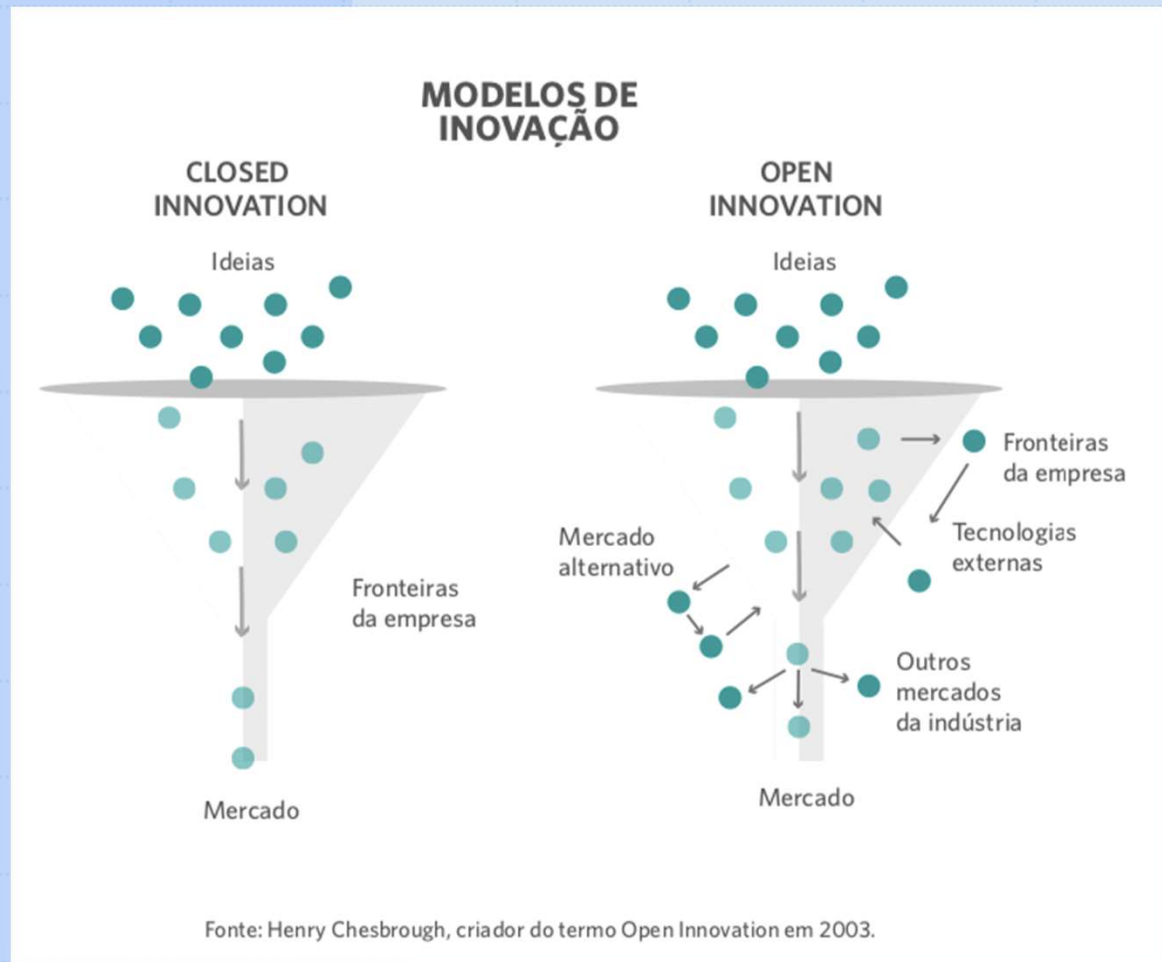 MODELOS DE
INOVAÇÃO
CLOSED
INNOVATION
Ideias
Fronteiras
da empresa
Mercado
OPEN
INNOVATION
Ideias
Fronteiras
da empresa
Tecnologias
externas
Mercado
alternativo
Outros
mercados
da indústria
Mercado
Fonte: Henry Chesbrough, criador do termo Open Innovation em 2003.